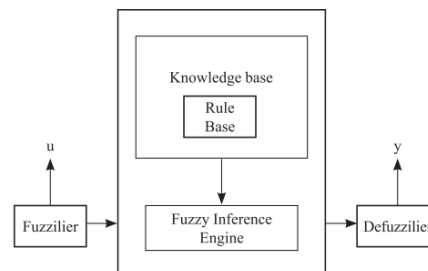 Knowledge base
Rule
Base
u
y
Fuzzilier
Fuzzy Inference
Engine
Defuzzilier